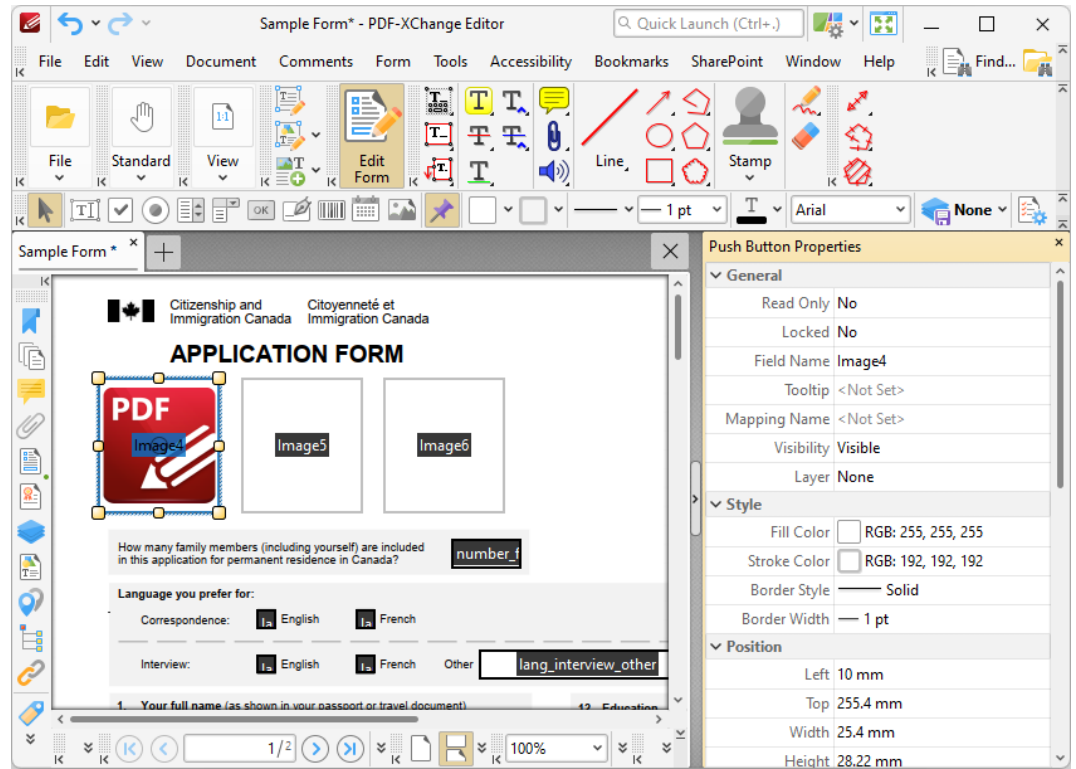 Sample Form* - PDF-XChange Editor
Quick Launch (Ctrl+.)
File Edit View Document Comments Form Tools Accessibility Bookmarks SharePoint Window Help Find...
File Standard View Edit Form Line Stamp
1:1
OK 1 pt T Arial None
Sample Form *
Citizenship and Immigration Canada
Citoyenneté et Immigration Canada
APPLICATION FORM
PDF
Image4 Image5 Image6
How many family members (including yourself) are included
in this application for permanent residence in Canada?
number_f
Language you prefer for:
Correspondence: la English la French
Interview: la English la French Other lang_interview_other
1. Your full name (as shown in your passport or travel document)
12. Education
1/2 100%
Push Button Properties
General
Read Only No
Locked No
Field Name Image4
Tooltip <Not Set>
Mapping Name <Not Set>
Visibility Visible
Layer None
Style
Fill Color RGB: 255, 255, 255
Stroke Color RGB: 192, 192, 192
Border Style Solid
Border Width 1 pt
Position
Left 10 mm
Top 255.4 mm
Width 25.4 mm
Height 28.22 mm